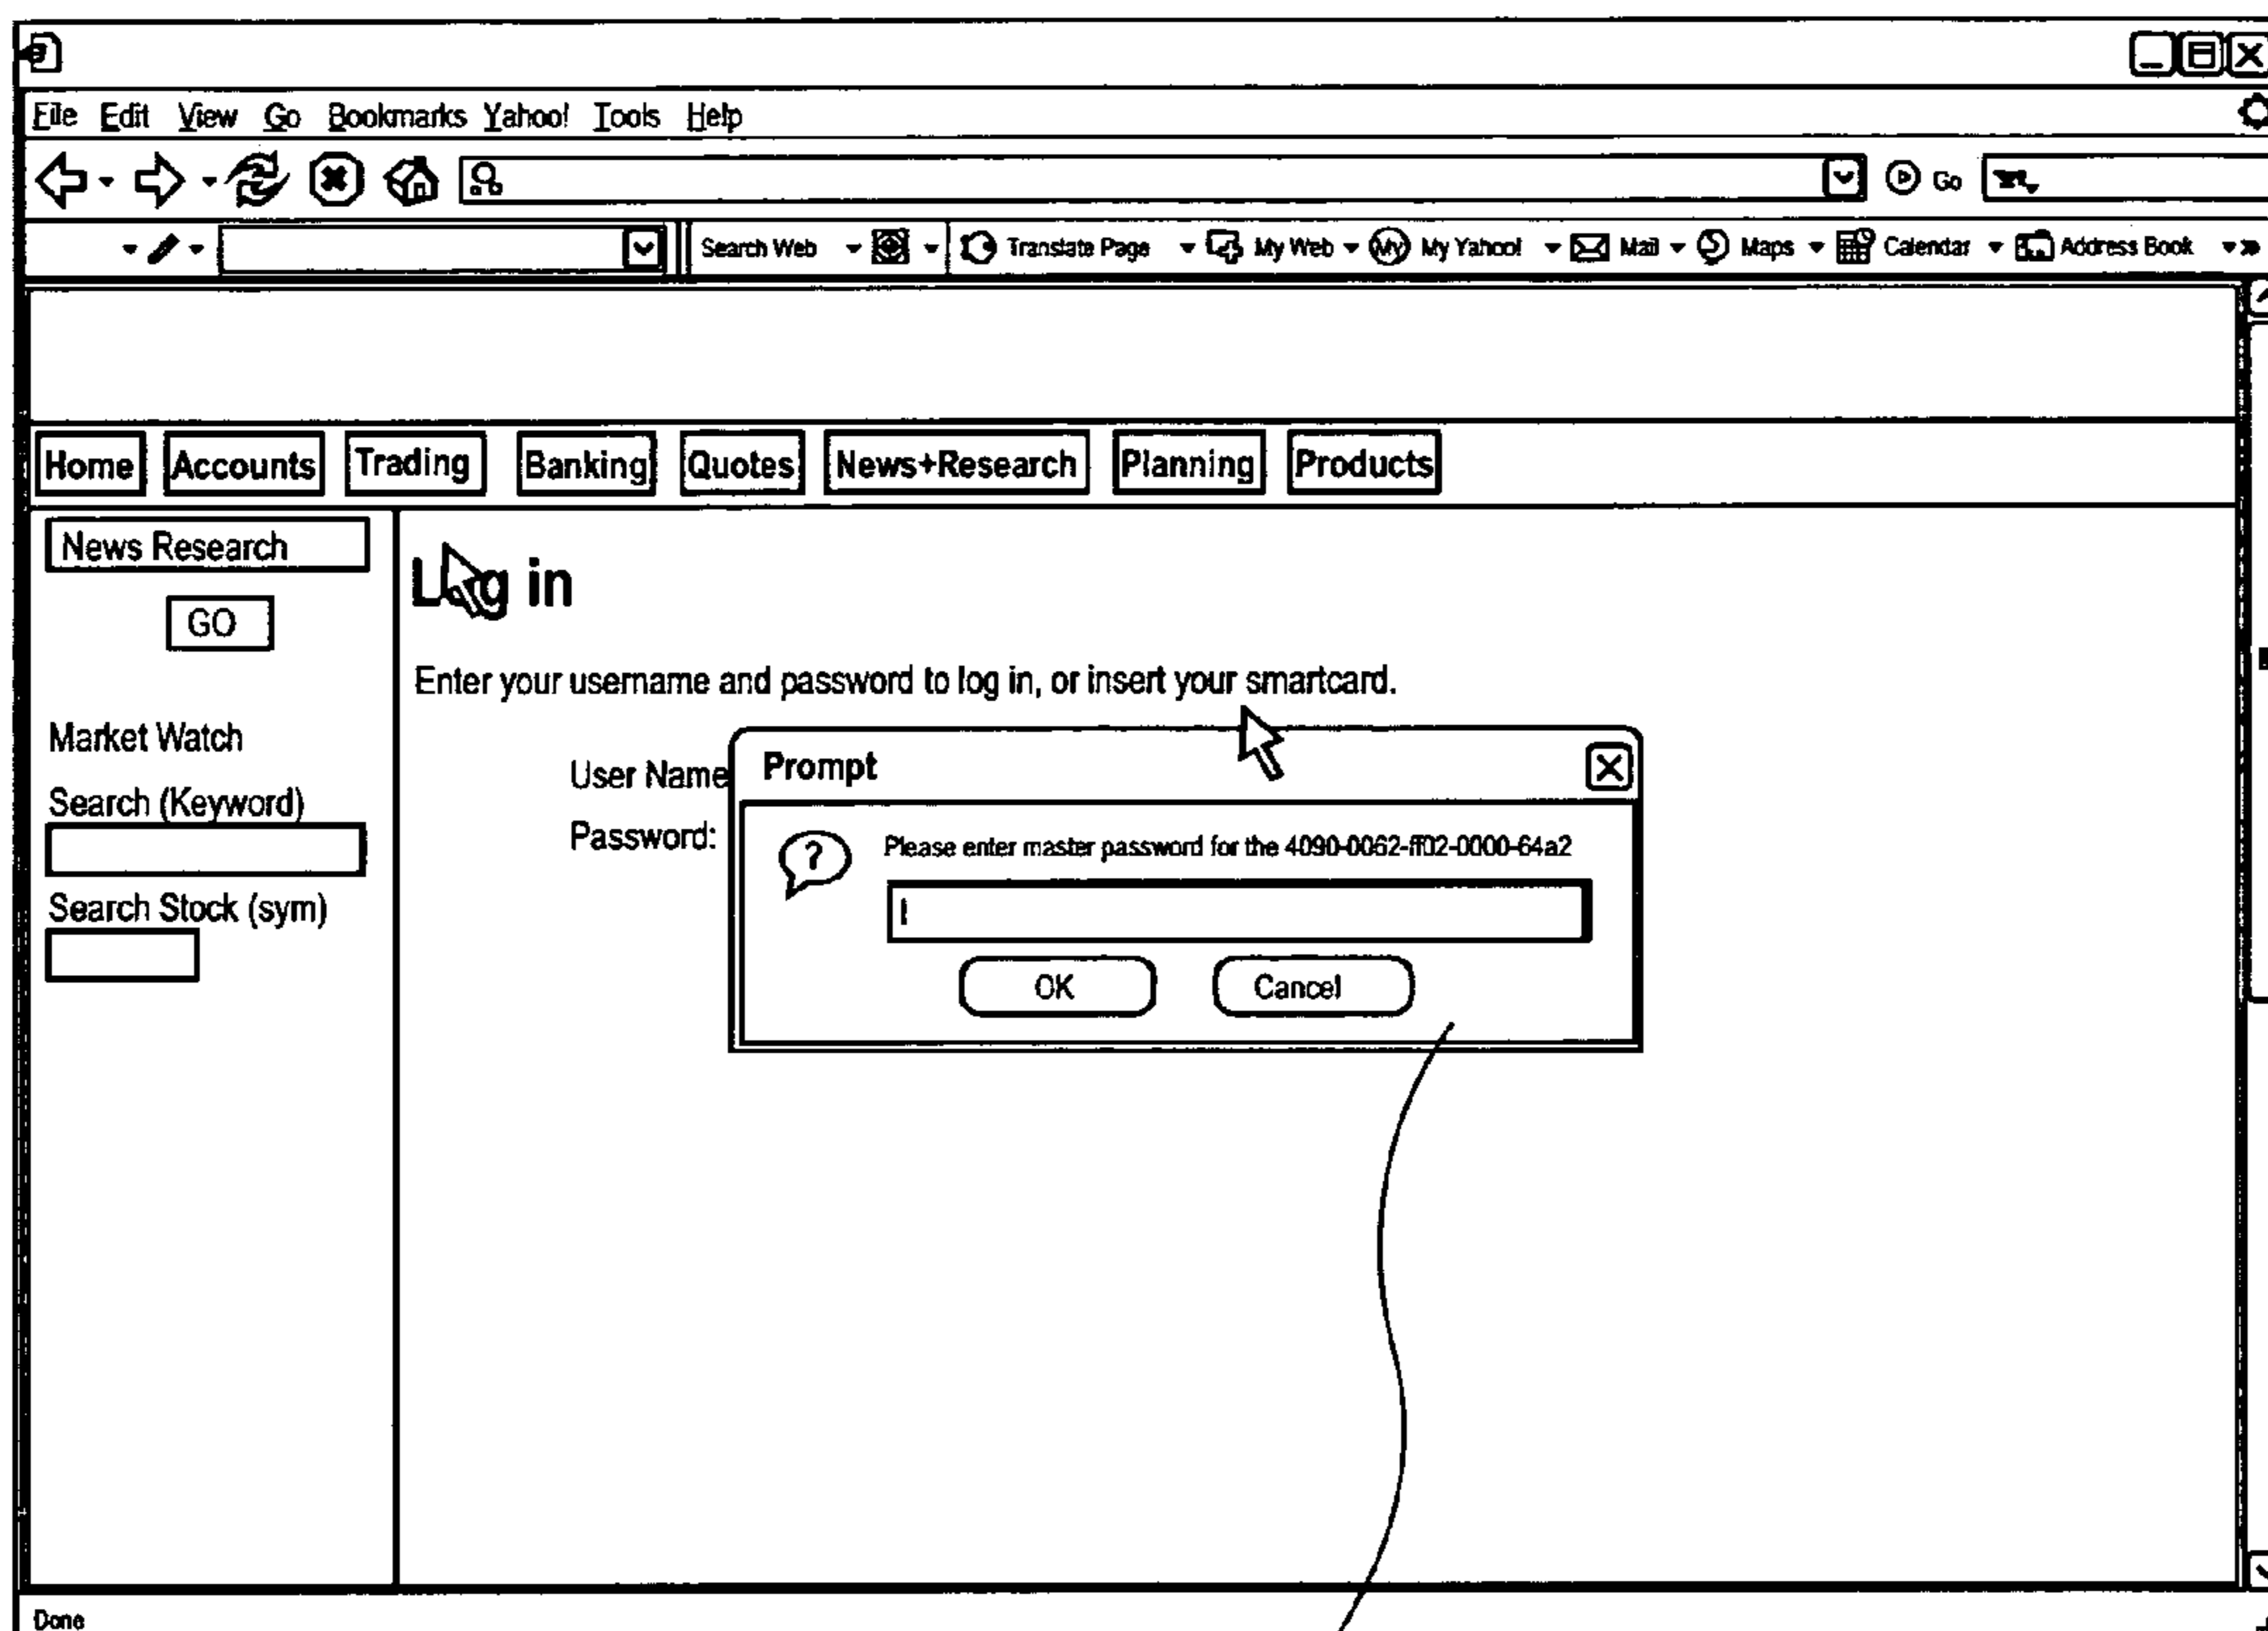 File Edit View Go Bookmarks Yahoo! Tools Help
Go
Search Web Translate Page My Web My My Yahoo! Mail Maps Calendar Address Book
Home Accounts Trading Banking Quotes News+Research Planning Products
News Research
GO
Log in
Enter your username and password to log in, or insert your smartcard.
Market Watch
Search (Keyword)
Search Stock (sym)
User Name
Password:
Prompt
Please enter master password for the 4090-0062-ff02-0000-64a2
OK Cancel
Done